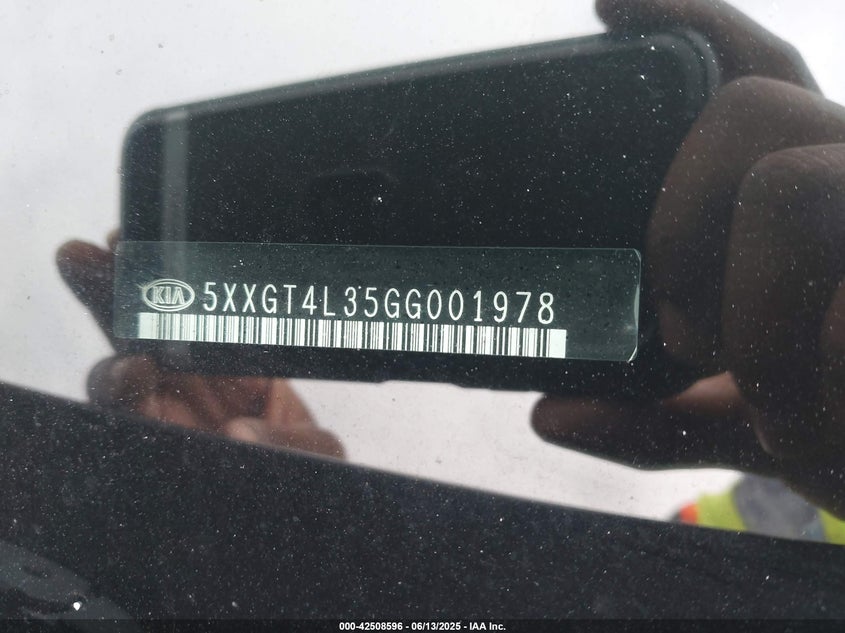 KIA 5XXGT4L35GG001978
000-42508596 - 06/13/2025 - IAA Inc.